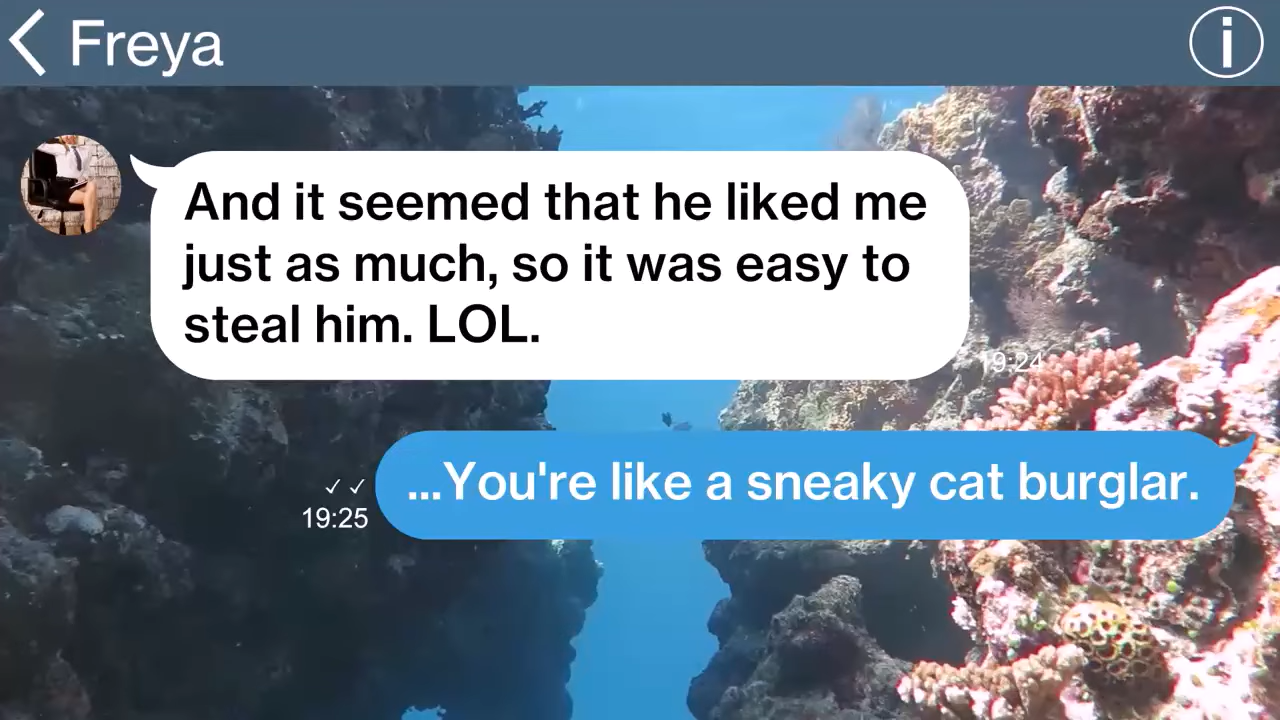 Freya
And it seemed that he liked me
just as much, so it was easy to
steal him. LOL.
19:24
...You're like a sneaky cat burglar.
19:25